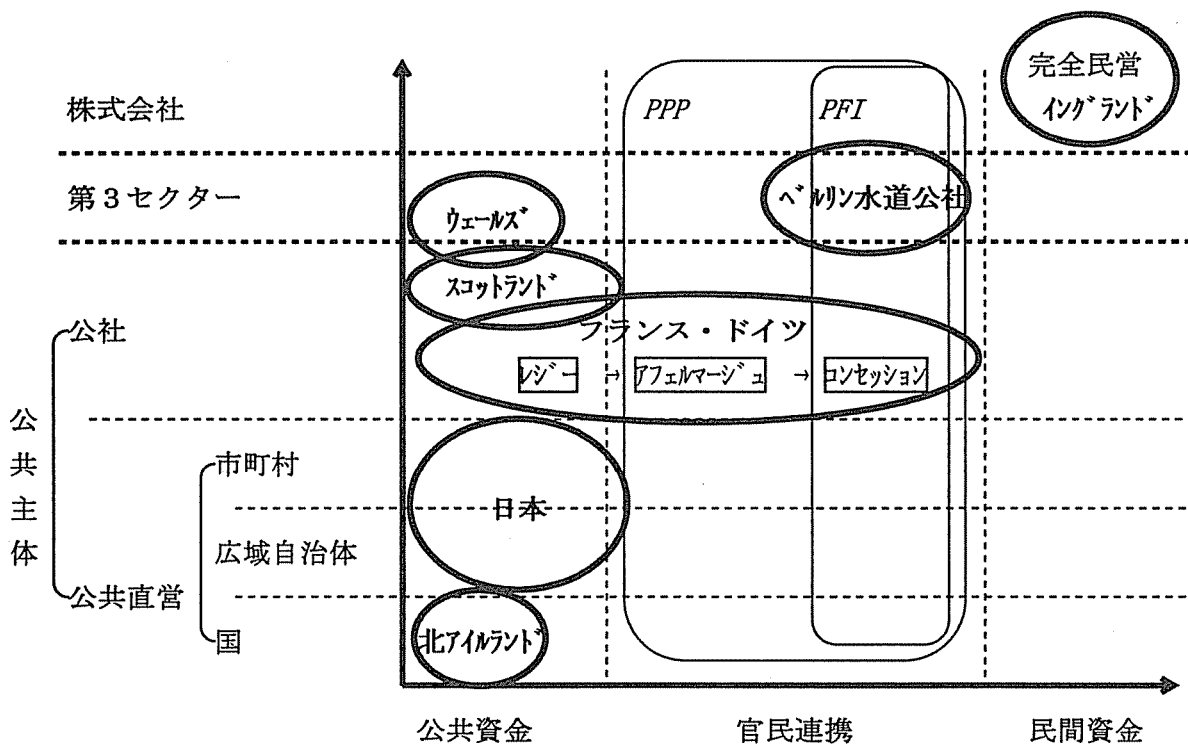 完全民営
イングランド
株式会社
PPP
PFI
第3セクター
ウェールズ
ベルリン水道公社
スコットランド
公社
フランス・ドイツ
レジー → アフェルマージュ → コンセッション
公共主体
市町村
日本
広域自治体
公共直営
国
北アイルランド
公共資金 官民連携 民間資金